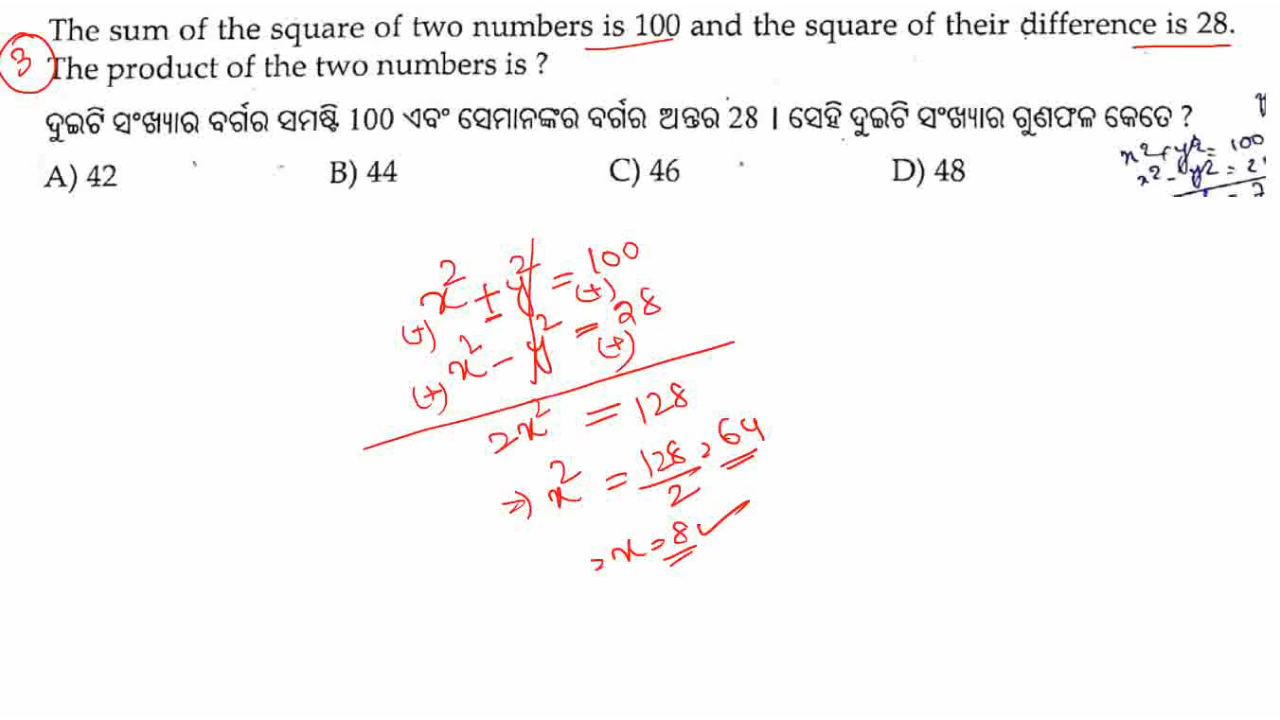 The sum of the square of two numbers is 100 and the square of their difference is 28.
3 The product of the two numbers is ?
ଦୁଇଟି ସଂଖ୍ୟାର ବର୍ଗର ସମଷ୍ଟି 100 ଏବଂ ସେମାନଙ୍କର ବର୍ଗର ଅନ୍ତର 28 । ସେହି ଦୁଇଟି ସଂଖ୍ୟାର ଗୁଣଫଳ କେତେ ?
A) 42 B) 44 C) 46 D) 48
x² + y² = 100
x² - y² = 2
x² + y² = 100
(+) (+)
x² - y² = 28
(+) (+)
2x² = 128
⇒ x² = 128/2 , 64
, x = 8 ✓